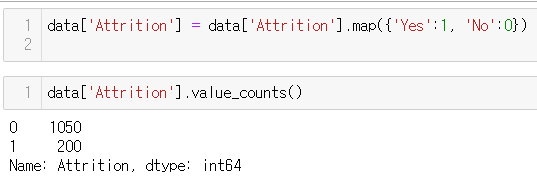 1 data['Attrition'] = data['Attrition'].map({'Yes':1, 'No':0})
2
1 data['Attrition'].value_counts()
0    1050
1     200
Name: Attrition, dtype: int64